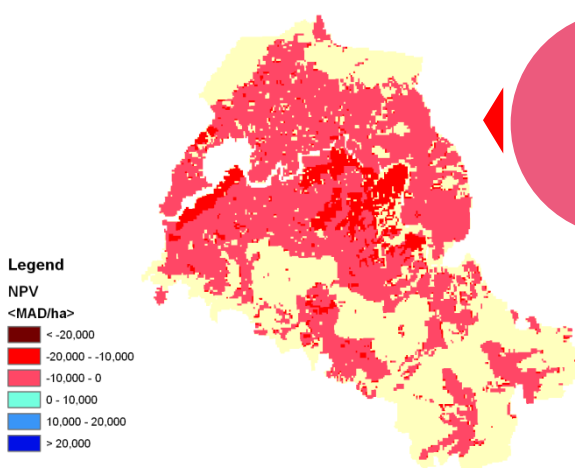 Legend
NPV
<MAD/ha>
< -20,000
-20,000 - -10,000
-10,000 - 0
0 - 10,000
10,000 - 20,000
> 20,000